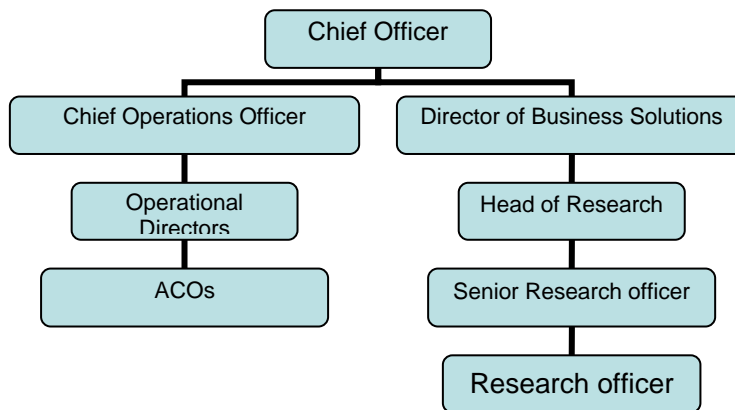 Chief Officer
Chief Operations Officer
Director of Business Solutions
Operational
Directors
Head of Research
ACOs
Senior Research officer
Research officer